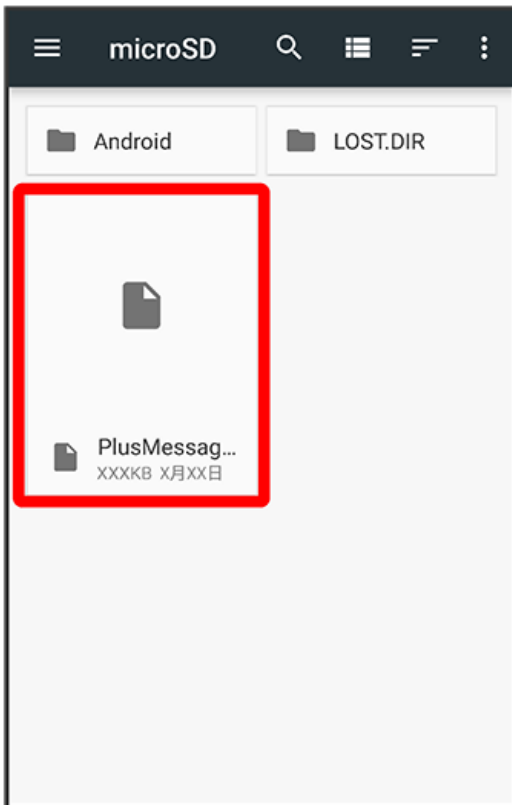 microSD
Android
LOST.DIR
PlusMessag...
XXXKB X月XX日